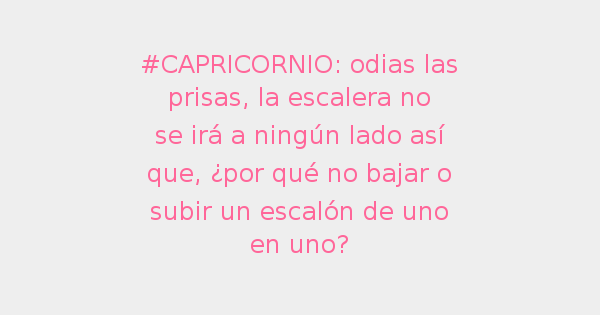 #CAPRICORNIO: odias las
prisas, la escalera no
se irá a ningún lado así
que, ¿por qué no bajar o
subir un escalón de uno
en uno?